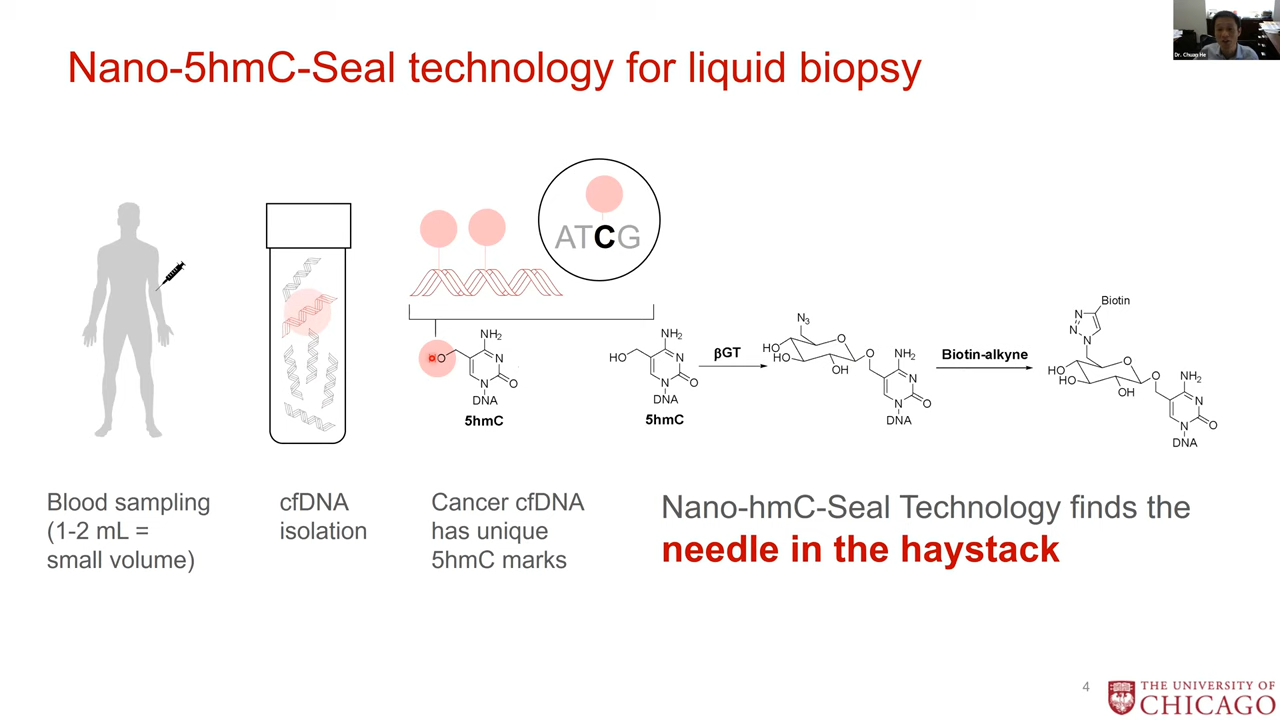 Dr. Chuan He
Nano-5hmC-Seal technology for liquid biopsy
ATCG
HO
NH2
N
N
O
DNA
5hmC
HO
NH2
N
N
O
DNA
5hmC
βGT
N3
HO
HO
OH
O
O
NH2
N
N
O
DNA
Biotin-alkyne
Biotin
N
N
N
HO
HO
OH
O
O
NH2
N
N
O
DNA
Blood sampling
(1-2 mL =
small volume)
cfDNA
isolation
Cancer cfDNA
has unique
5hmC marks
Nano-hmC-Seal Technology finds the
needle in the haystack
4
THE UNIVERSITY OF
CHICAGO